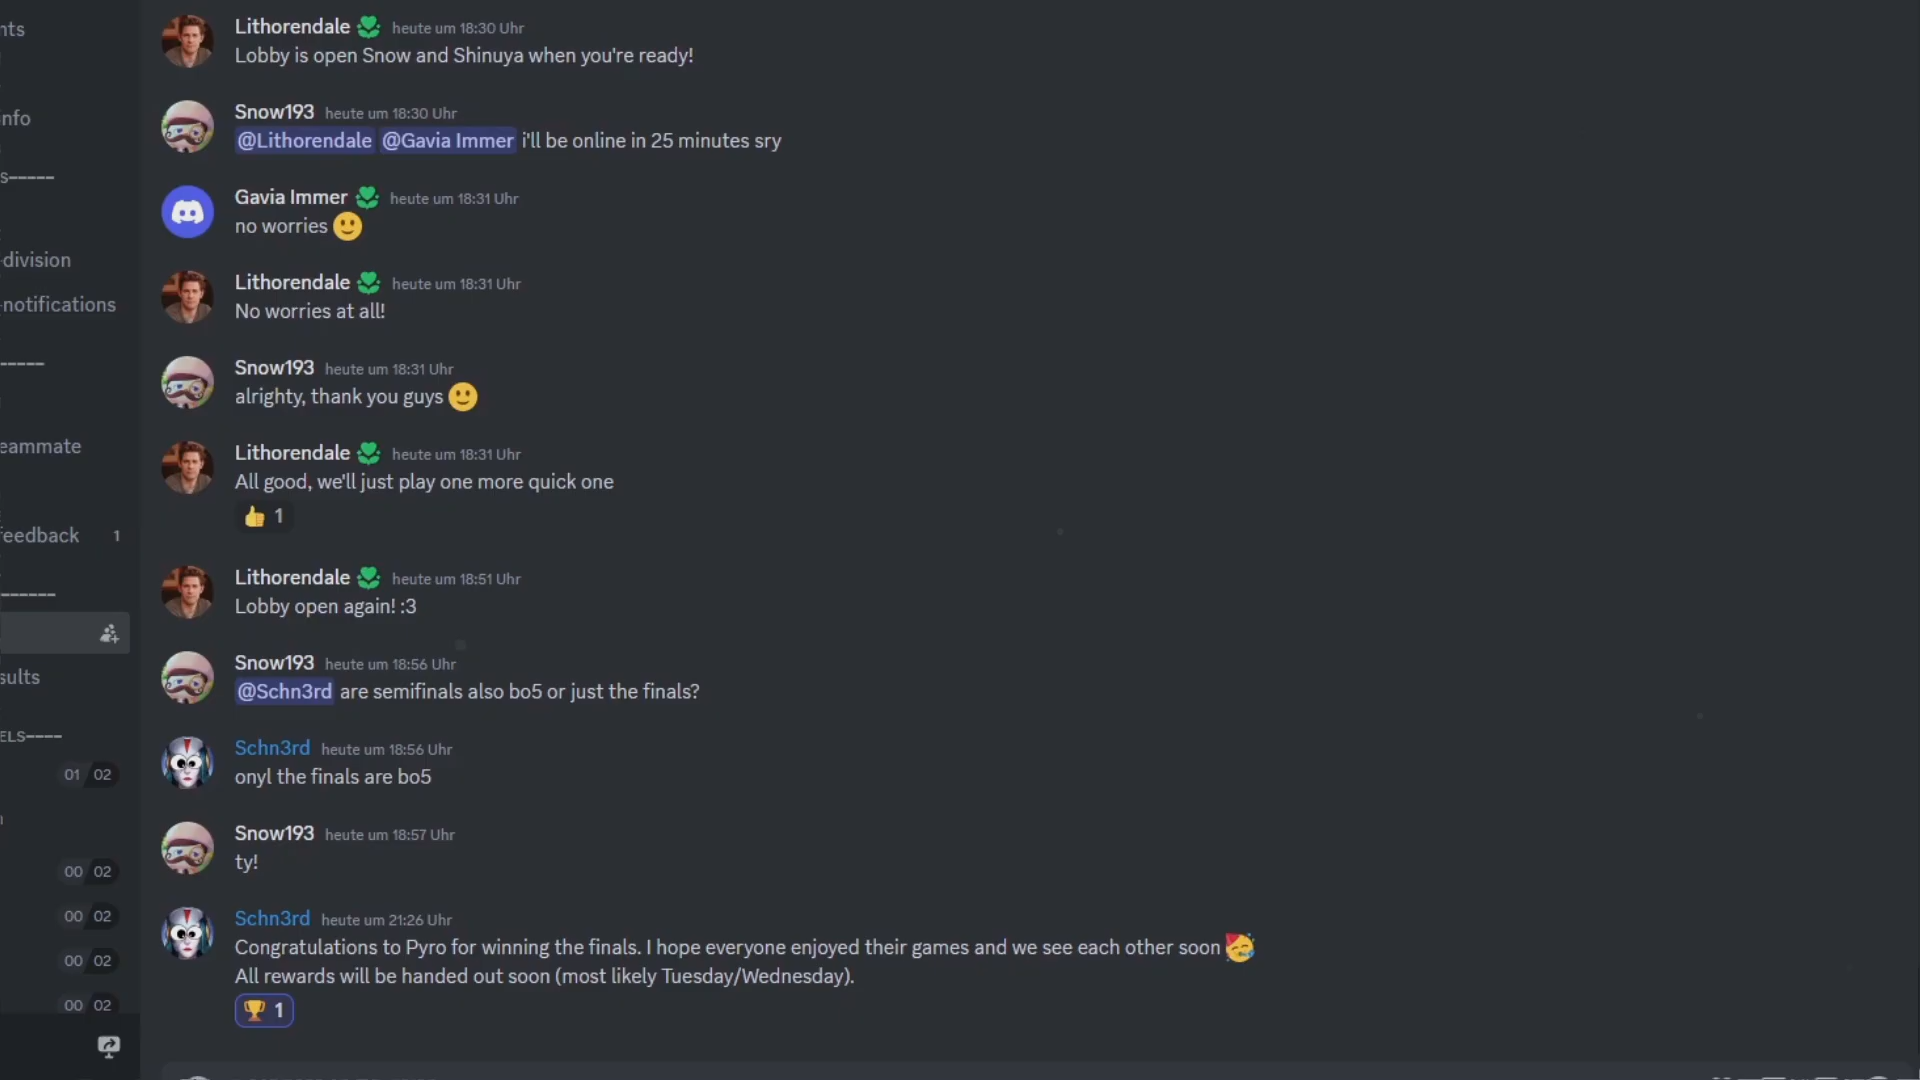 nts
Lithorendale heute um 18:30 Uhr
Lobby is open Snow and Shinuya when you're ready!
Snow193 heute um 18:30 Uhr
info
@Lithorendale @Gavia Immer i'll be online in 25 minutes sry
S-----
Gavia Immer heute um 18:31 Uhr
no worries
-division
Lithorendale heute um 18:31 Uhr
-notifications
No worries at all!
-----
Snow193 heute um 18:31 Uhr
alrighty, thank you guys
eammate
Lithorendale heute um 18:31 Uhr
All good, we'll just play one more quick one
1
feedback 1
Lithorendale heute um 18:51 Uhr
------
Lobby open again! :3
Snow193 heute um 18:56 Uhr
sults
@Schn3rd are semifinals also bo5 or just the finals?
ELS----
Schn3rd heute um 18:56 Uhr
01 02
onyl the finals are bo5
Snow193 heute um 18:57 Uhr
ty!
00 02
Schn3rd heute um 21:26 Uhr
00 02
Congratulations to Pyro for winning the finals. I hope everyone enjoyed their games and we see each other soon
00 02
All rewards will be handed out soon (most likely Tuesday/Wednesday).
00 02
1